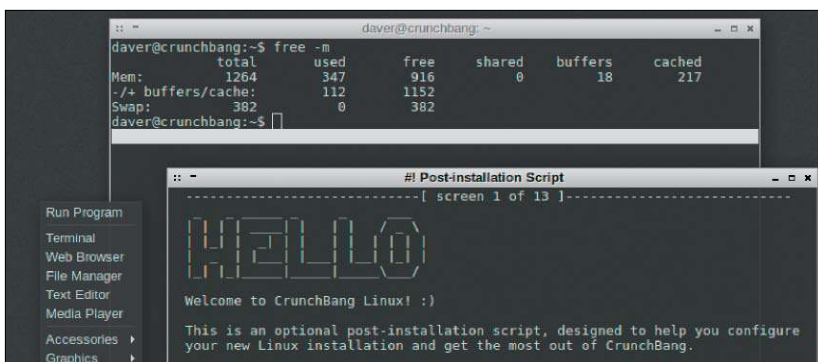 daver@crunchbang: ~
daver@crunchbang:~$ free -m
total used free shared buffers cached
Mem: 1264 347 916 0 18 217
-/+ buffers/cache: 112 1152
Swap: 382 0 382
daver@crunchbang:~$
#! Post-installation Script
------------------------------[ screen 1 of 13 ]-----------------------------
HELLO
Welcome to CrunchBang Linux! :)
This is an optional post-installation script, designed to help you configure
your new Linux installation and get the most out of CrunchBang.
Run Program
Terminal
Web Browser
File Manager
Text Editor
Media Player
Accessories
Graphics